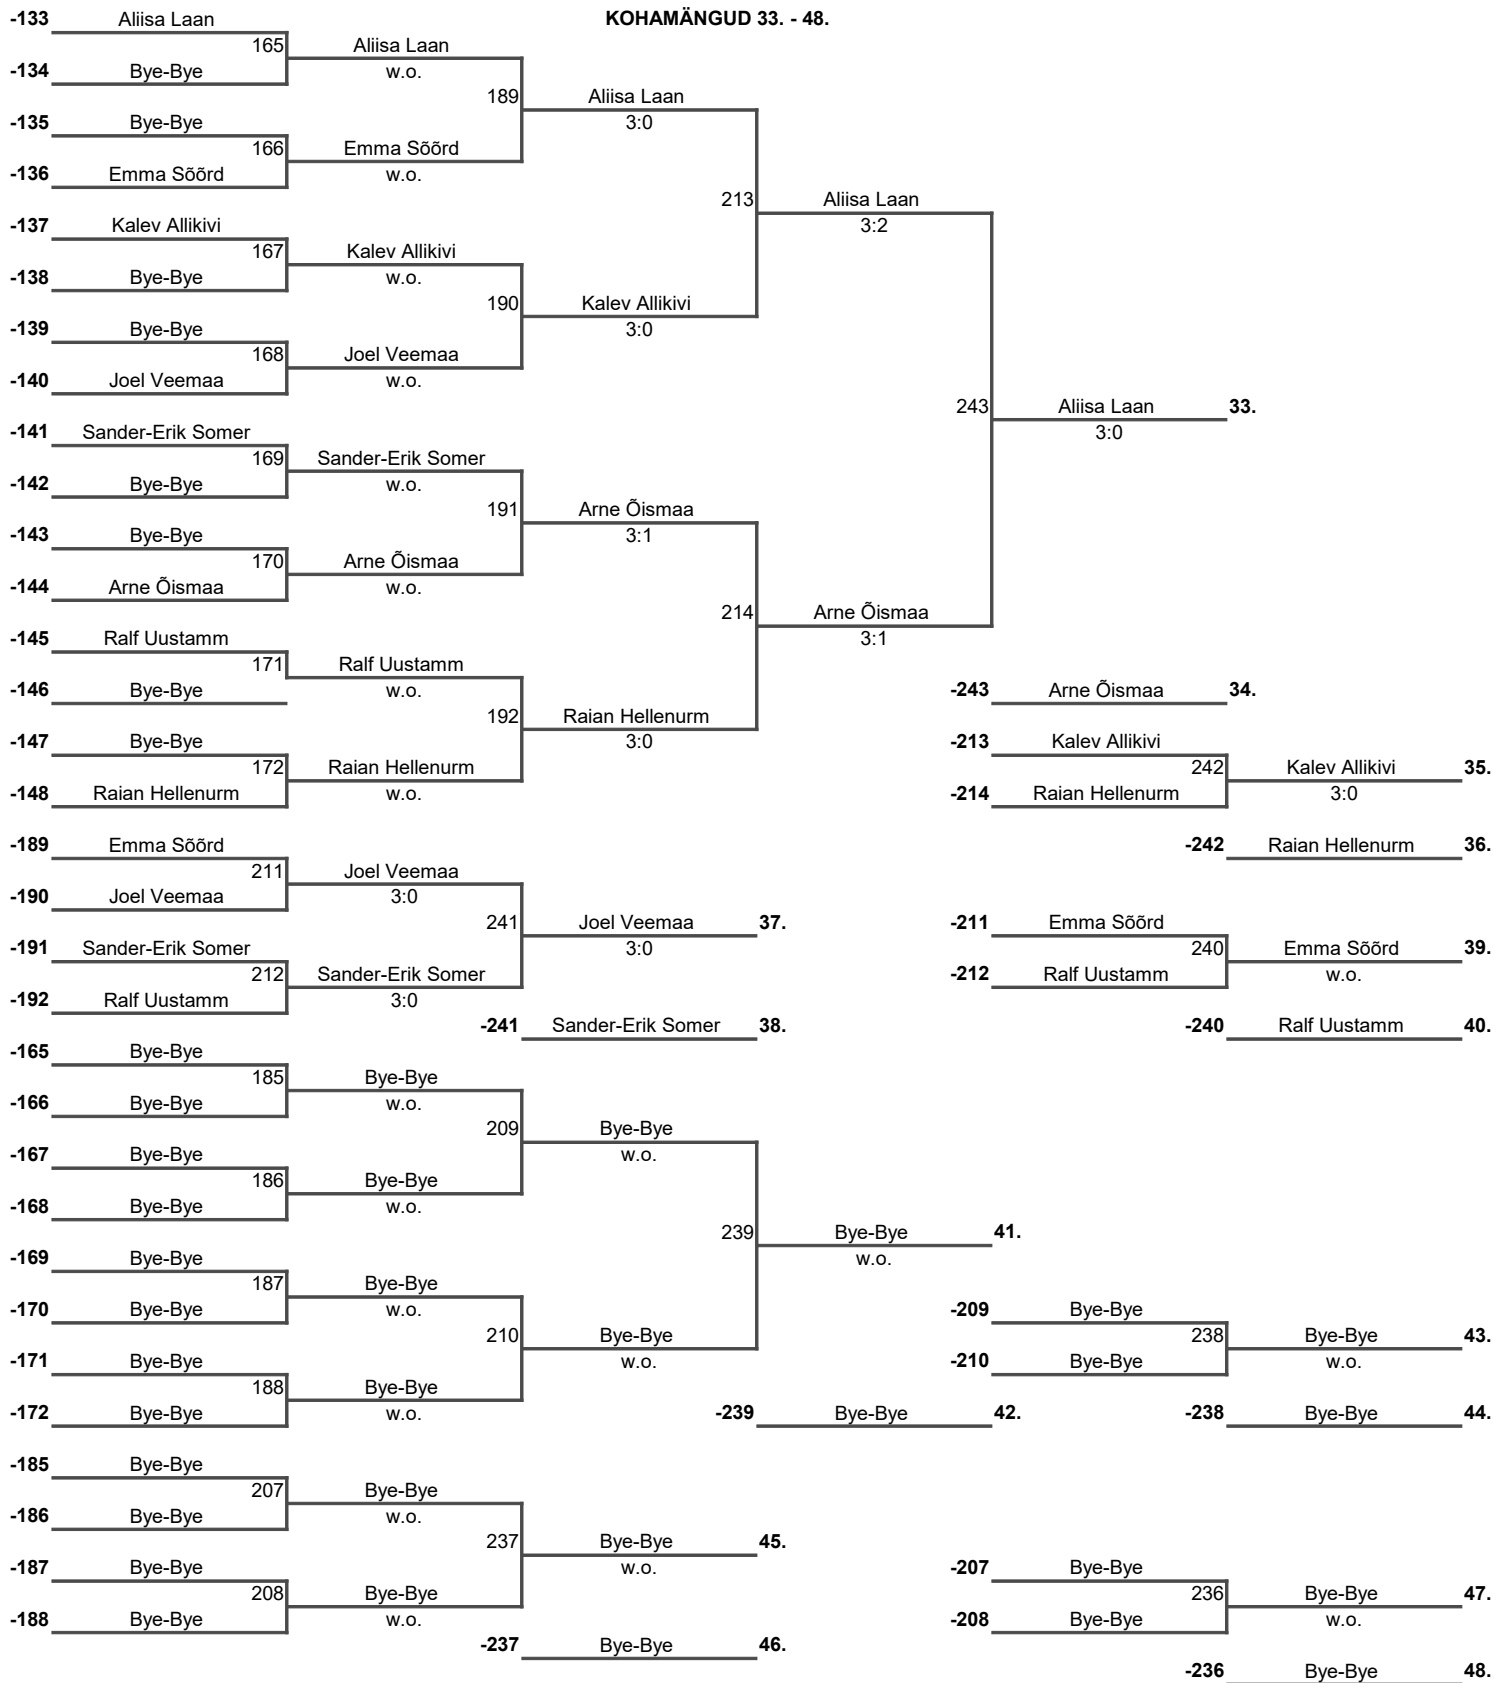 -133 Aliisa Laan KOHAMÄNGUD 33. - 48.
165 Aliisa Laan
-134 Bye-Bye w.o.
189 Aliisa Laan
-135 Bye-Bye 3:0
166 Emma Sõõrd
-136 Emma Sõõrd w.o.
213 Aliisa Laan
-137 Kalev Allikivi 3:2
167 Kalev Allikivi
-138 Bye-Bye w.o.
190 Kalev Allikivi
-139 Bye-Bye 3:0
168 Joel Veemaa
-140 Joel Veemaa w.o.
243 Aliisa Laan 33.
-141 Sander-Erik Somer 3:0
169 Sander-Erik Somer
-142 Bye-Bye w.o.
191 Arne Õismaa
-143 Bye-Bye 3:1
170 Arne Õismaa
-144 Arne Õismaa w.o.
214 Arne Õismaa
-145 Ralf Uustamm 3:1
171 Ralf Uustamm
-146 Bye-Bye w.o. -243 Arne Õismaa 34.
192 Raian Hellenurm
-147 Bye-Bye 3:0 -213 Kalev Allikivi
172 Raian Hellenurm 242 Kalev Allikivi 35.
-148 Raian Hellenurm w.o. -214 Raian Hellenurm 3:0
-189 Emma Sõõrd -242 Raian Hellenurm 36.
211 Joel Veemaa
-190 Joel Veemaa 3:0
241 Joel Veemaa 37. -211 Emma Sõõrd
-191 Sander-Erik Somer 3:0 240 Emma Sõõrd 39.
212 Sander-Erik Somer -212 Ralf Uustamm w.o.
-192 Ralf Uustamm 3:0
-241 Sander-Erik Somer 38. -240 Ralf Uustamm 40.
-165 Bye-Bye
185 Bye-Bye
-166 Bye-Bye w.o.
209 Bye-Bye
-167 Bye-Bye w.o.
186 Bye-Bye
-168 Bye-Bye w.o.
239 Bye-Bye 41.
-169 Bye-Bye w.o.
187 Bye-Bye
-170 Bye-Bye w.o. -209 Bye-Bye
210 Bye-Bye 238 Bye-Bye 43.
-171 Bye-Bye w.o. -210 Bye-Bye w.o.
188 Bye-Bye
-172 Bye-Bye w.o. -239 Bye-Bye 42. -238 Bye-Bye 44.
-185 Bye-Bye
207 Bye-Bye
-186 Bye-Bye w.o.
237 Bye-Bye 45.
-187 Bye-Bye w.o. -207 Bye-Bye
208 Bye-Bye 236 Bye-Bye 47.
-188 Bye-Bye w.o. -208 Bye-Bye w.o.
-237 Bye-Bye 46.
-236 Bye-Bye 48.